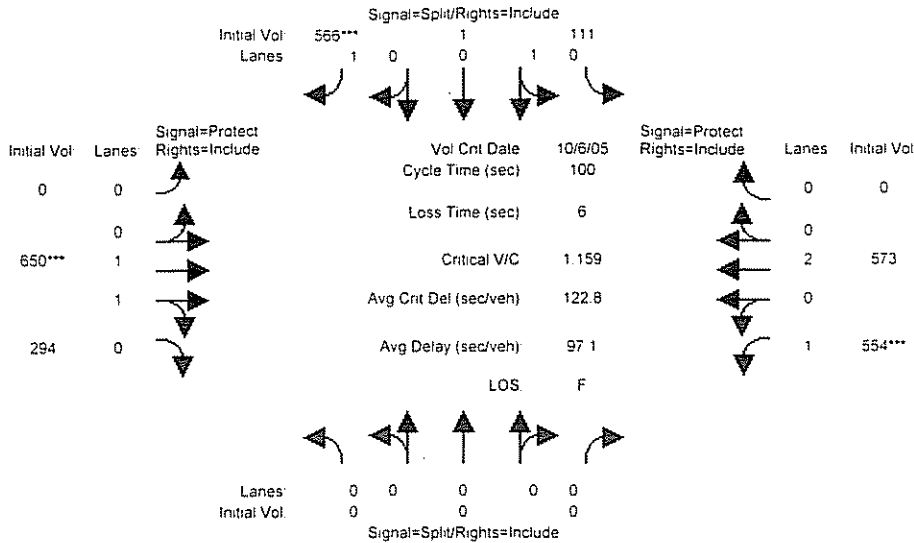 Signal=Split/Rights=Include
Initial Vol 566*** 1 111
Lanes 1 0 0 1 0
Signal=Protect
Initial Vol Lanes Rights=Include
Vol Cnt Date 10/6/05
Signal=Protect
Rights=Include Lanes Initial Vol
Cycle Time (sec) 100
0 0
0 0
Loss Time (sec) 6
0
0
650*** 1
Critical V/C 1.159
2 573
1
Avg Crit Del (sec/veh) 122.8
0
294 0
Avg Delay (sec/veh) 97 1
1 554***
LOS. F
Lanes: 0 0 0 0 0
Initial Vol. 0 0 0
Signal=Split/Rights=Include